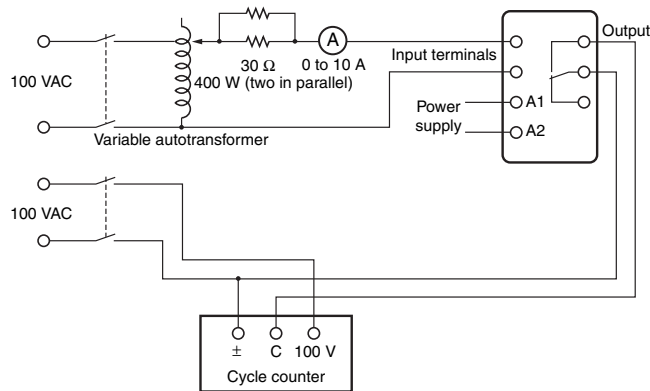 Output
A
Input terminals
30 Ω
0 to 10 A
100 VAC
400 W (two in parallel)
Power
supply
A1
A2
Variable autotransformer
100 VAC
± C 100 V
Cycle counter